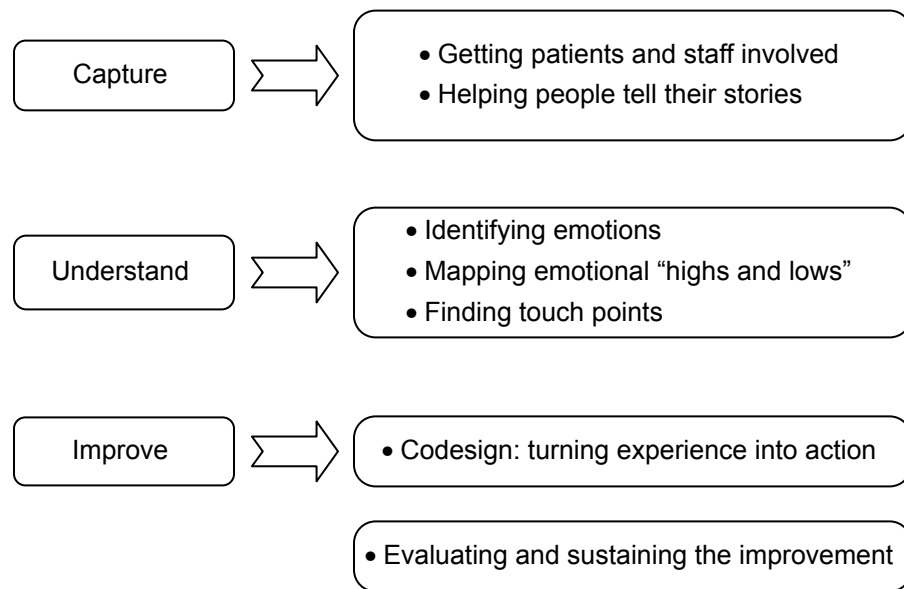 Capture
• Getting patients and staff involved
• Helping people tell their stories
Understand
• Identifying emotions
• Mapping emotional “highs and lows”
• Finding touch points
Improve
• Codesign: turning experience into action
• Evaluating and sustaining the improvement